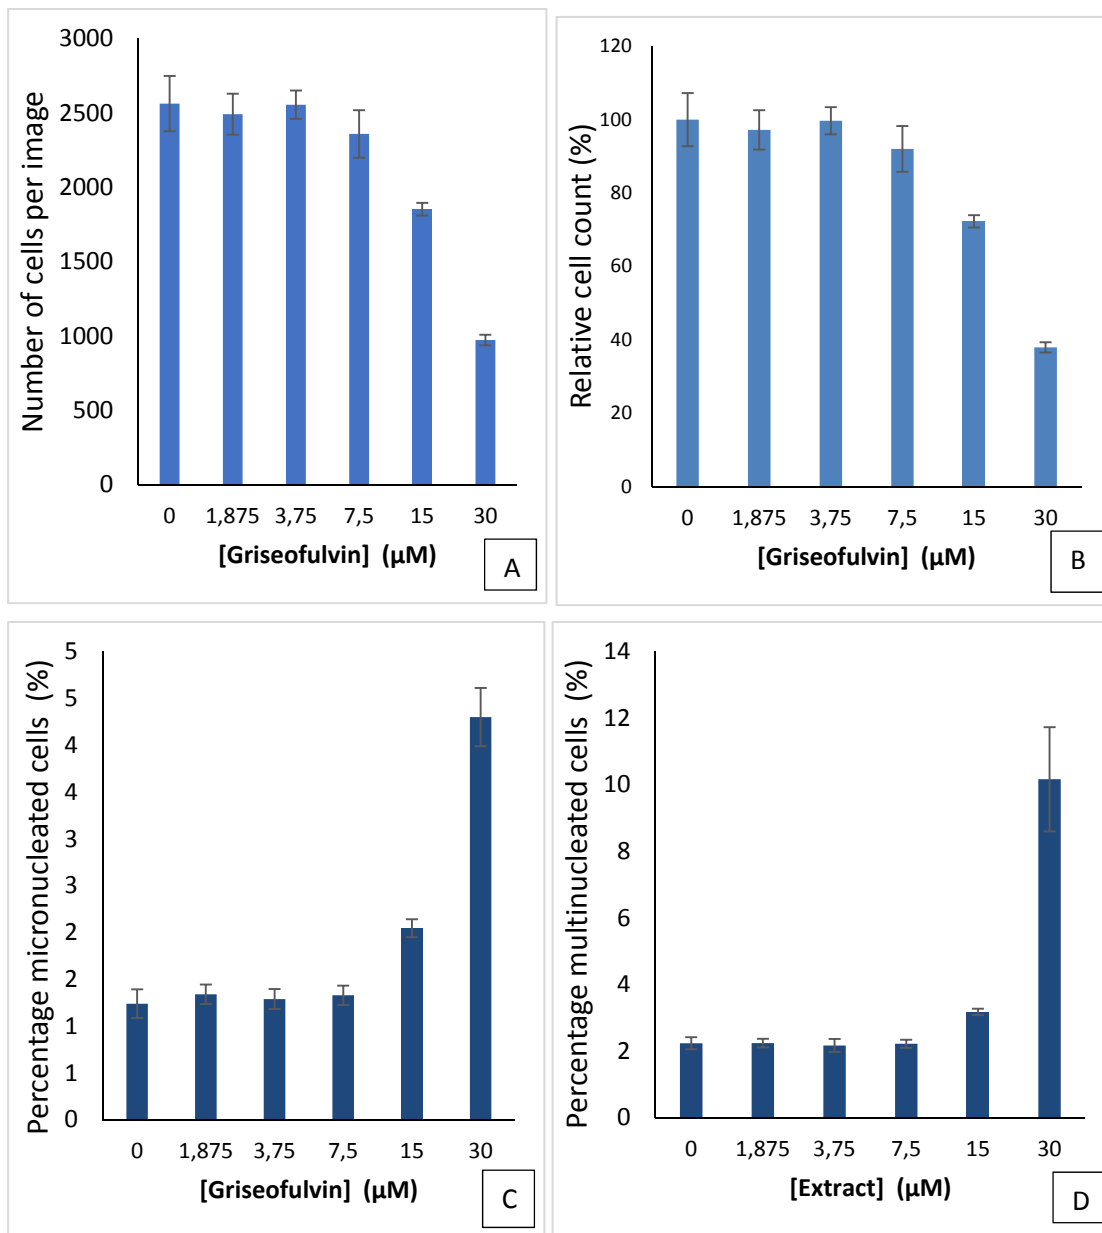 Number of cells per image
3000
2500
2000
1500
1000
500
0
0 1,875 3,75 7,5 15 30
[Griseofulvin] (µM)
A
Relative cell count (%)
120
100
80
60
40
20
0
0 1,875 3,75 7,5 15 30
[Griseofulvin] (µM)
B
Percentage micronucleated cells (%)
5
5
4
4
3
3
2
2
1
1
0
0 1,875 3,75 7,5 15 30
[Griseofulvin] (µM)
C
Percentage multinucleated cells (%)
14
12
10
8
6
4
2
0
0 1,875 3,75 7,5 15 30
[Extract] (µM)
D